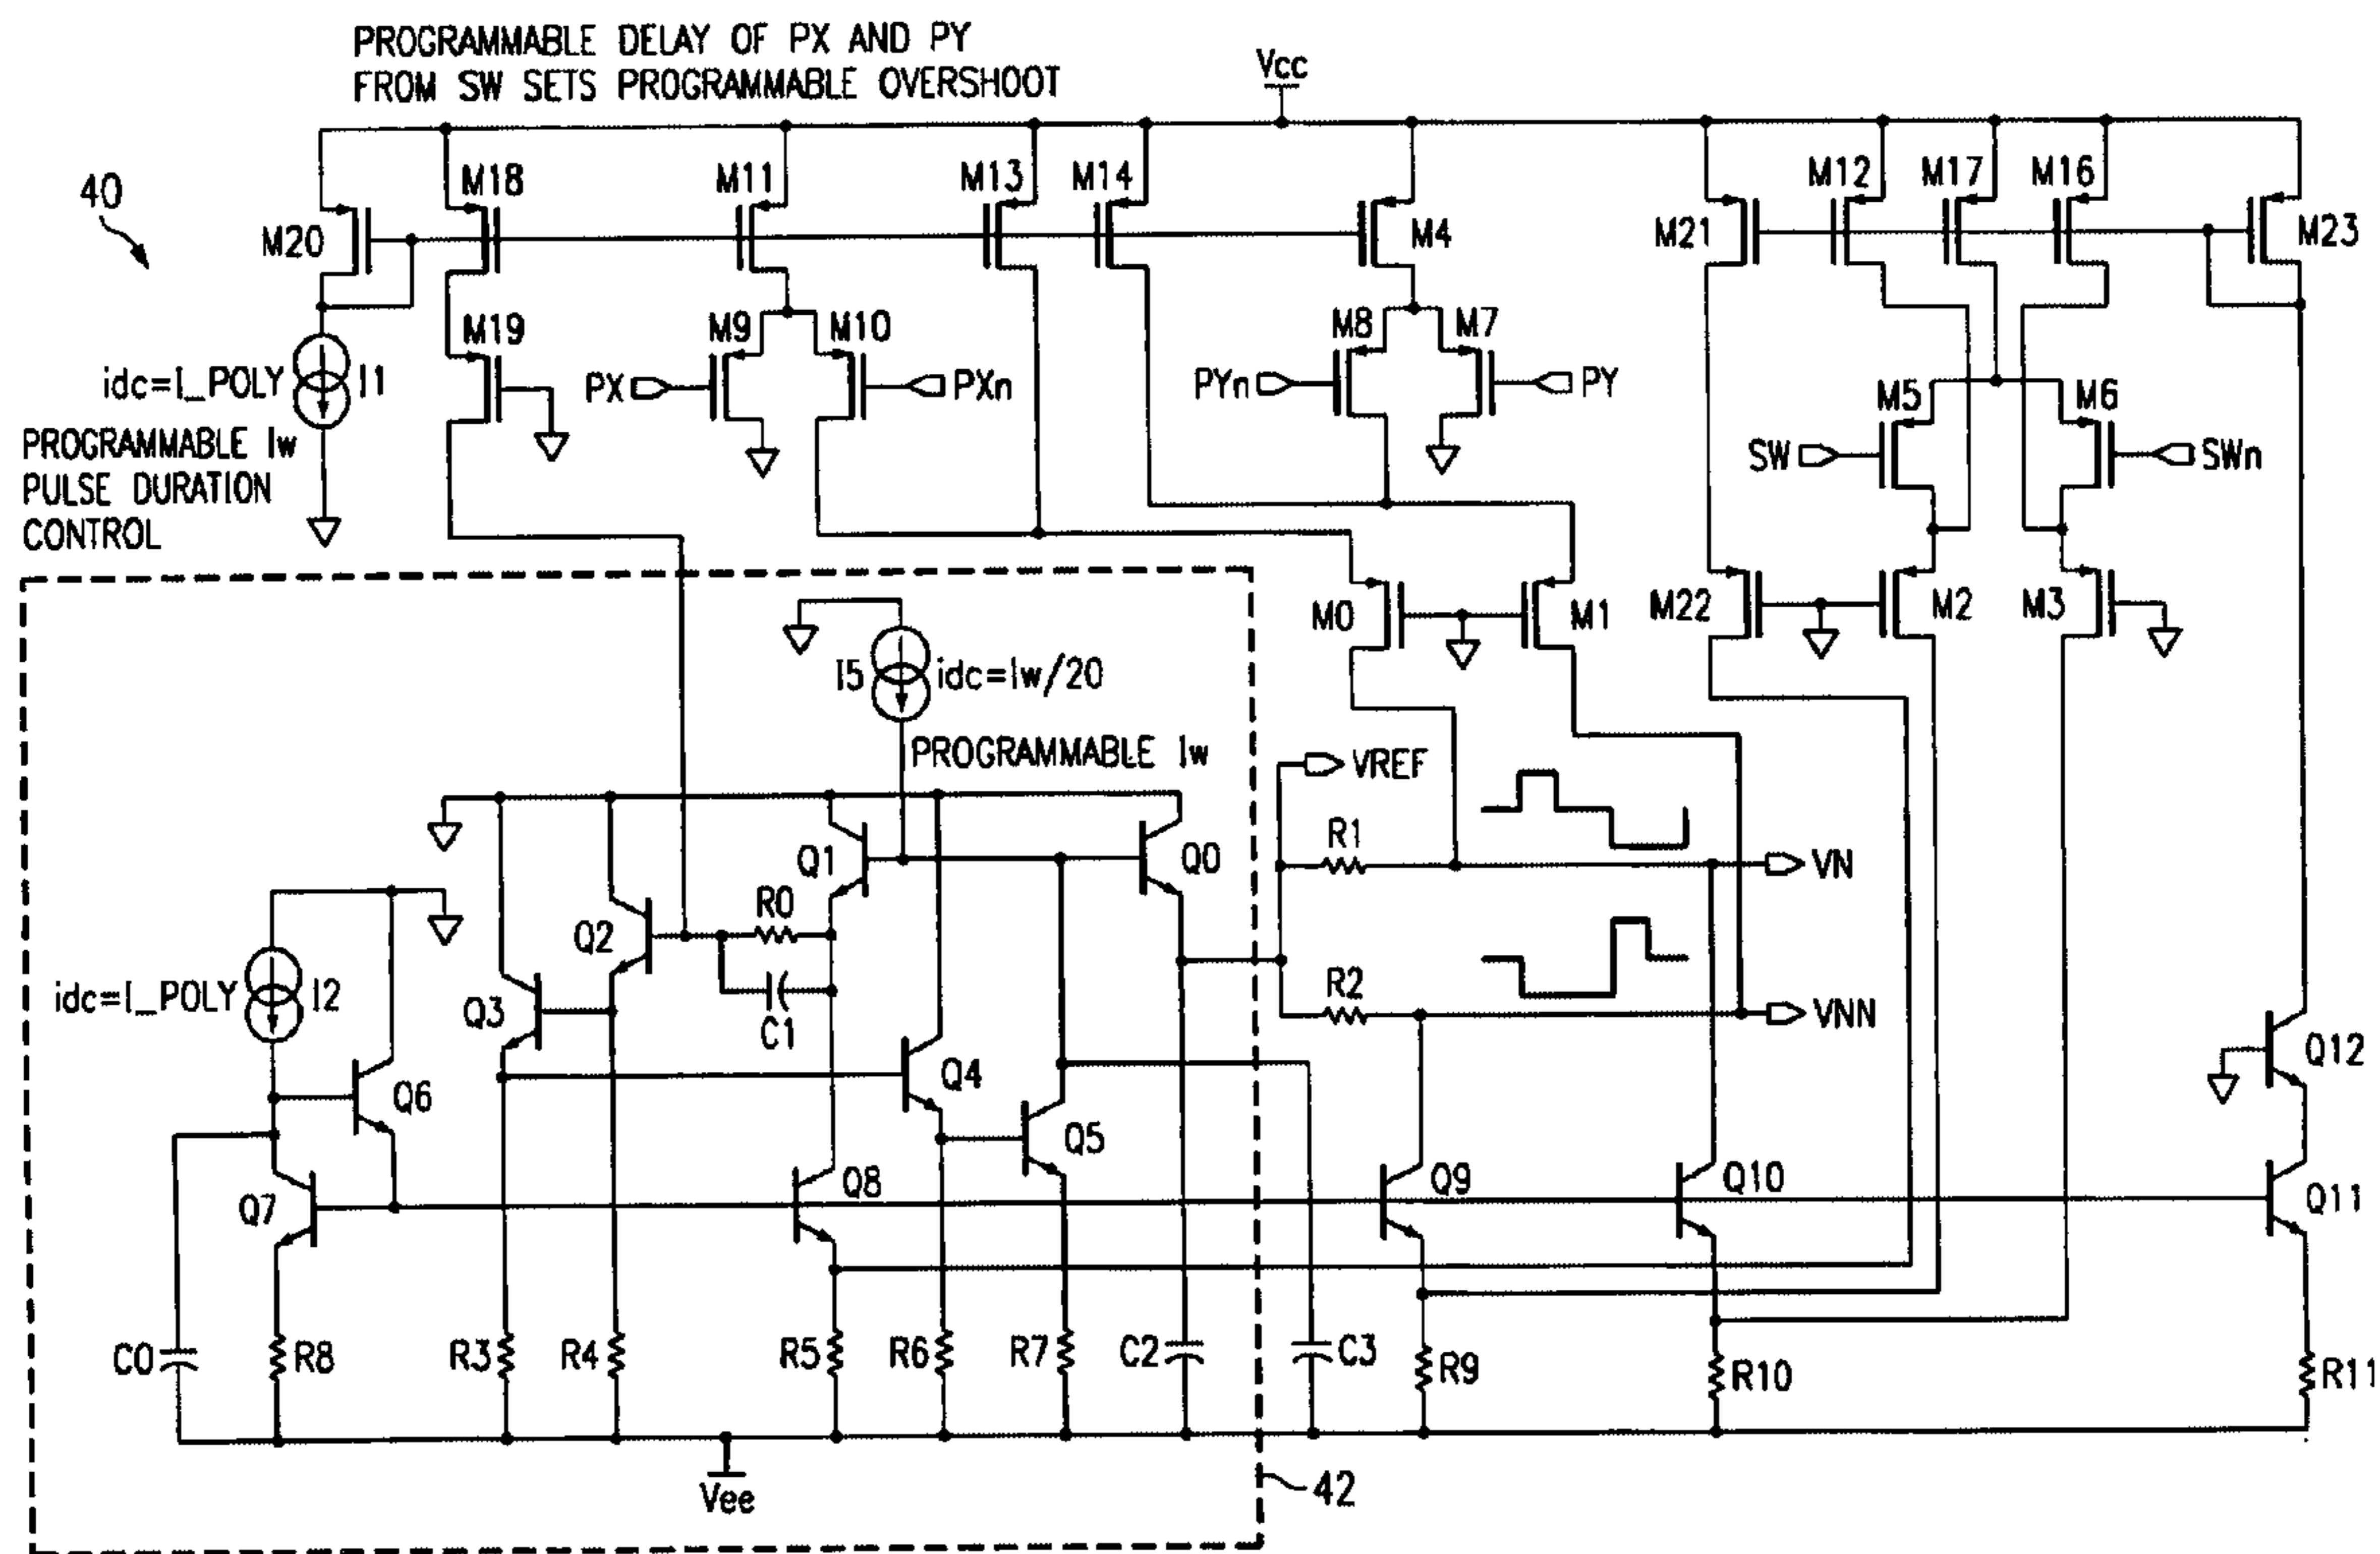 PROGRAMMABLE DELAY OF PX AND PY
FROM SW SETS PROGRAMMABLE OVERSHOOT
Vcc
40
M20
M18
M11
M13
M14
M4
M21
M12
M17
M16
M23
M19
M9
M10
M8
M7
M5
M6
idc=I_POLY
I1
PX
PXn
PYn
PY
SW
SWn
PROGRAMMABLE Iw
PULSE DURATION
CONTROL
M0
M1
M22
M2
M3
I5
idc=Iw/20
PROGRAMMABLE Iw
VREF
Q1
Q0
R1
VN
Q2
R0
idc=I_POLY
I2
Q3
C1
R2
VNN
Q6
Q4
Q5
Q12
Q7
Q8
Q9
Q10
Q11
C0
R8
R3
R4
R5
R6
R7
C2
C3
R9
R10
R11
Vee
42